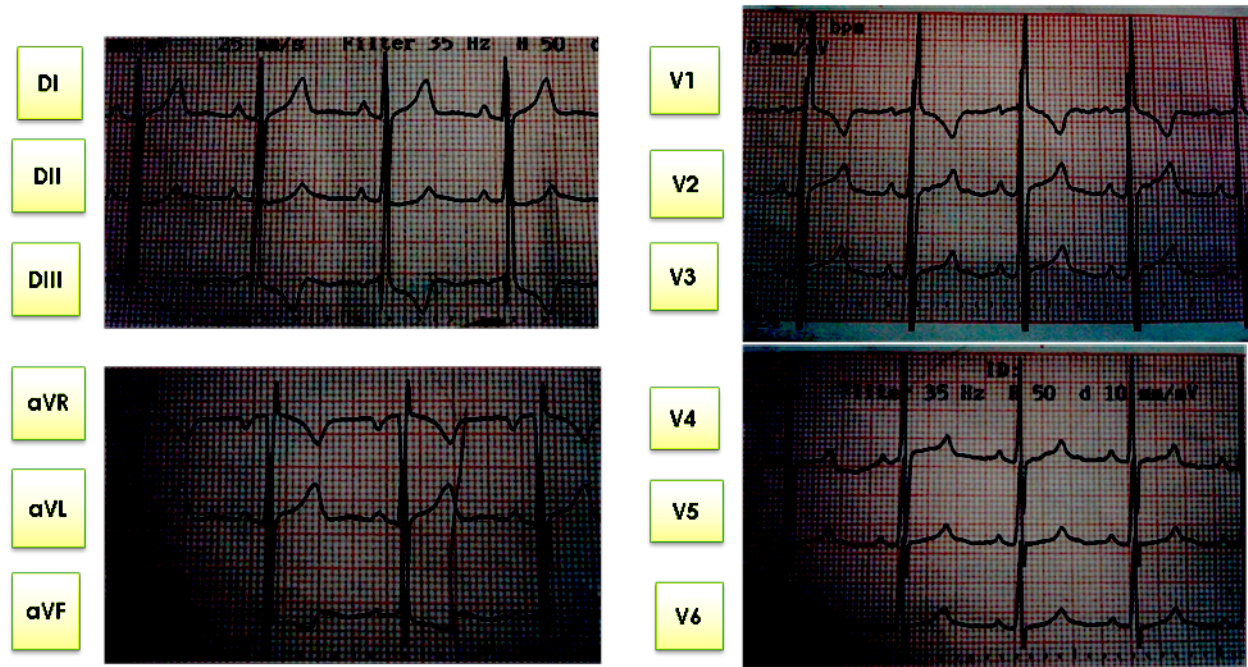 25 mm/s Filter 35 Hz H 50 d
DI
DII
DIII
aVR
aVL
aVF
bpm
V1
V2
V3
ID:
Filter 35 Hz H 50 d 10 mm/mV
V4
V5
V6